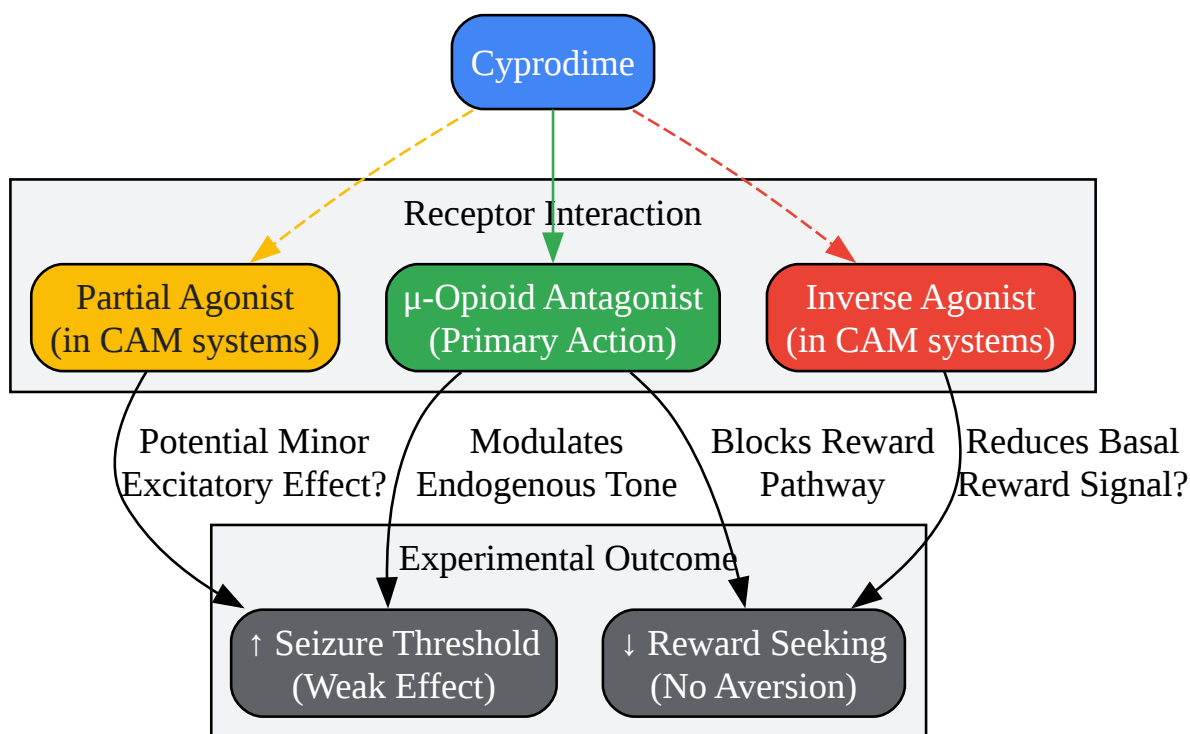 Cyprodime
Receptor Interaction
Partial Agonist
(in CAM systems)
μ-Opioid Antagonist
(Primary Action)
Inverse Agonist
(in CAM systems)
Potential Minor
Excitatory Effect?
Modulates
Endogenous Tone
Blocks Reward
Pathway
Reduces Basal
Reward Signal?
Experimental Outcome
↑ Seizure Threshold
(Weak Effect)
↓ Reward Seeking
(No Aversion)